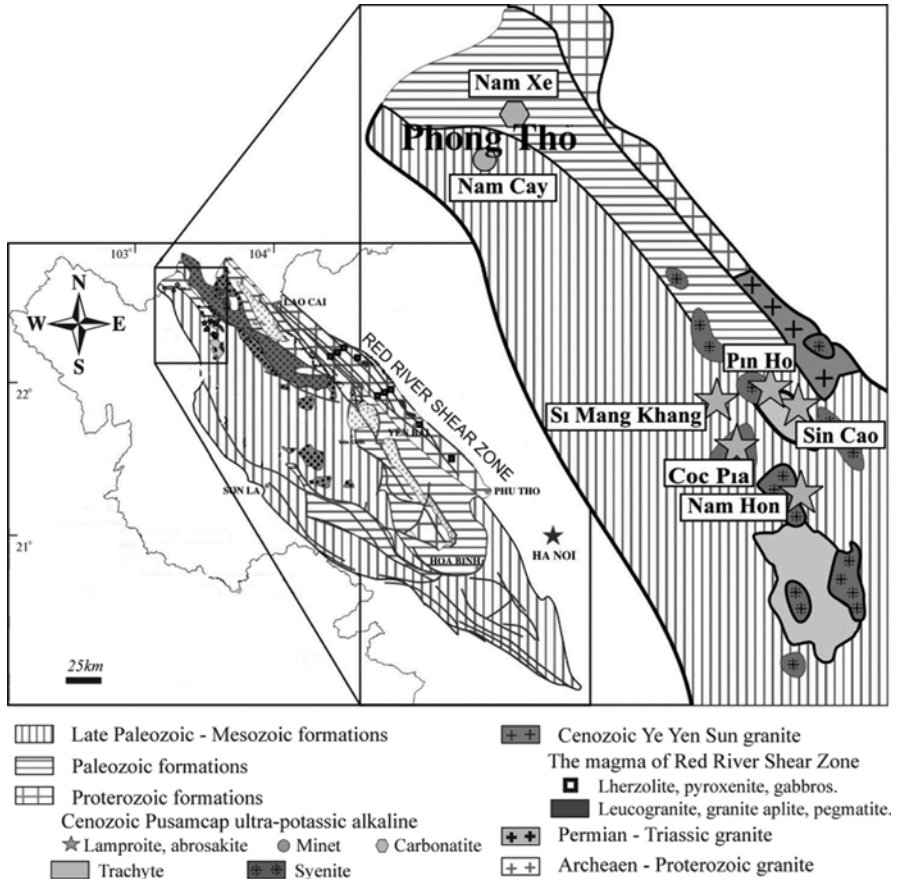 Nam Xe
Phong Tho
Nam Cay
103°
104°
N
W E
S
LAO CAI
RED RIVER SHEAR ZONE
22°
Pın Ho
Sı Mang Khang
Sin Cao
YEN BAI
Coc Pıa
SON LA
PHU THO
Nam Hon
21°
HA NOI
HOA BINH
25km
Late Paleozoic - Mesozoic formations
Paleozoic formations
Proterozoic formations
Cenozoic Pusamcap ultra-potassic alkaline
Lamproite, abrosakite Minet Carbonatite
Trachyte Syenite
Cenozoic Ye Yen Sun granite
The magma of Red River Shear Zone
Lherzolite, pyroxenite, gabbros.
Leucogranite, granite aplite, pegmatite.
Permian - Triassic granite
Archeaen - Proterozoic granite